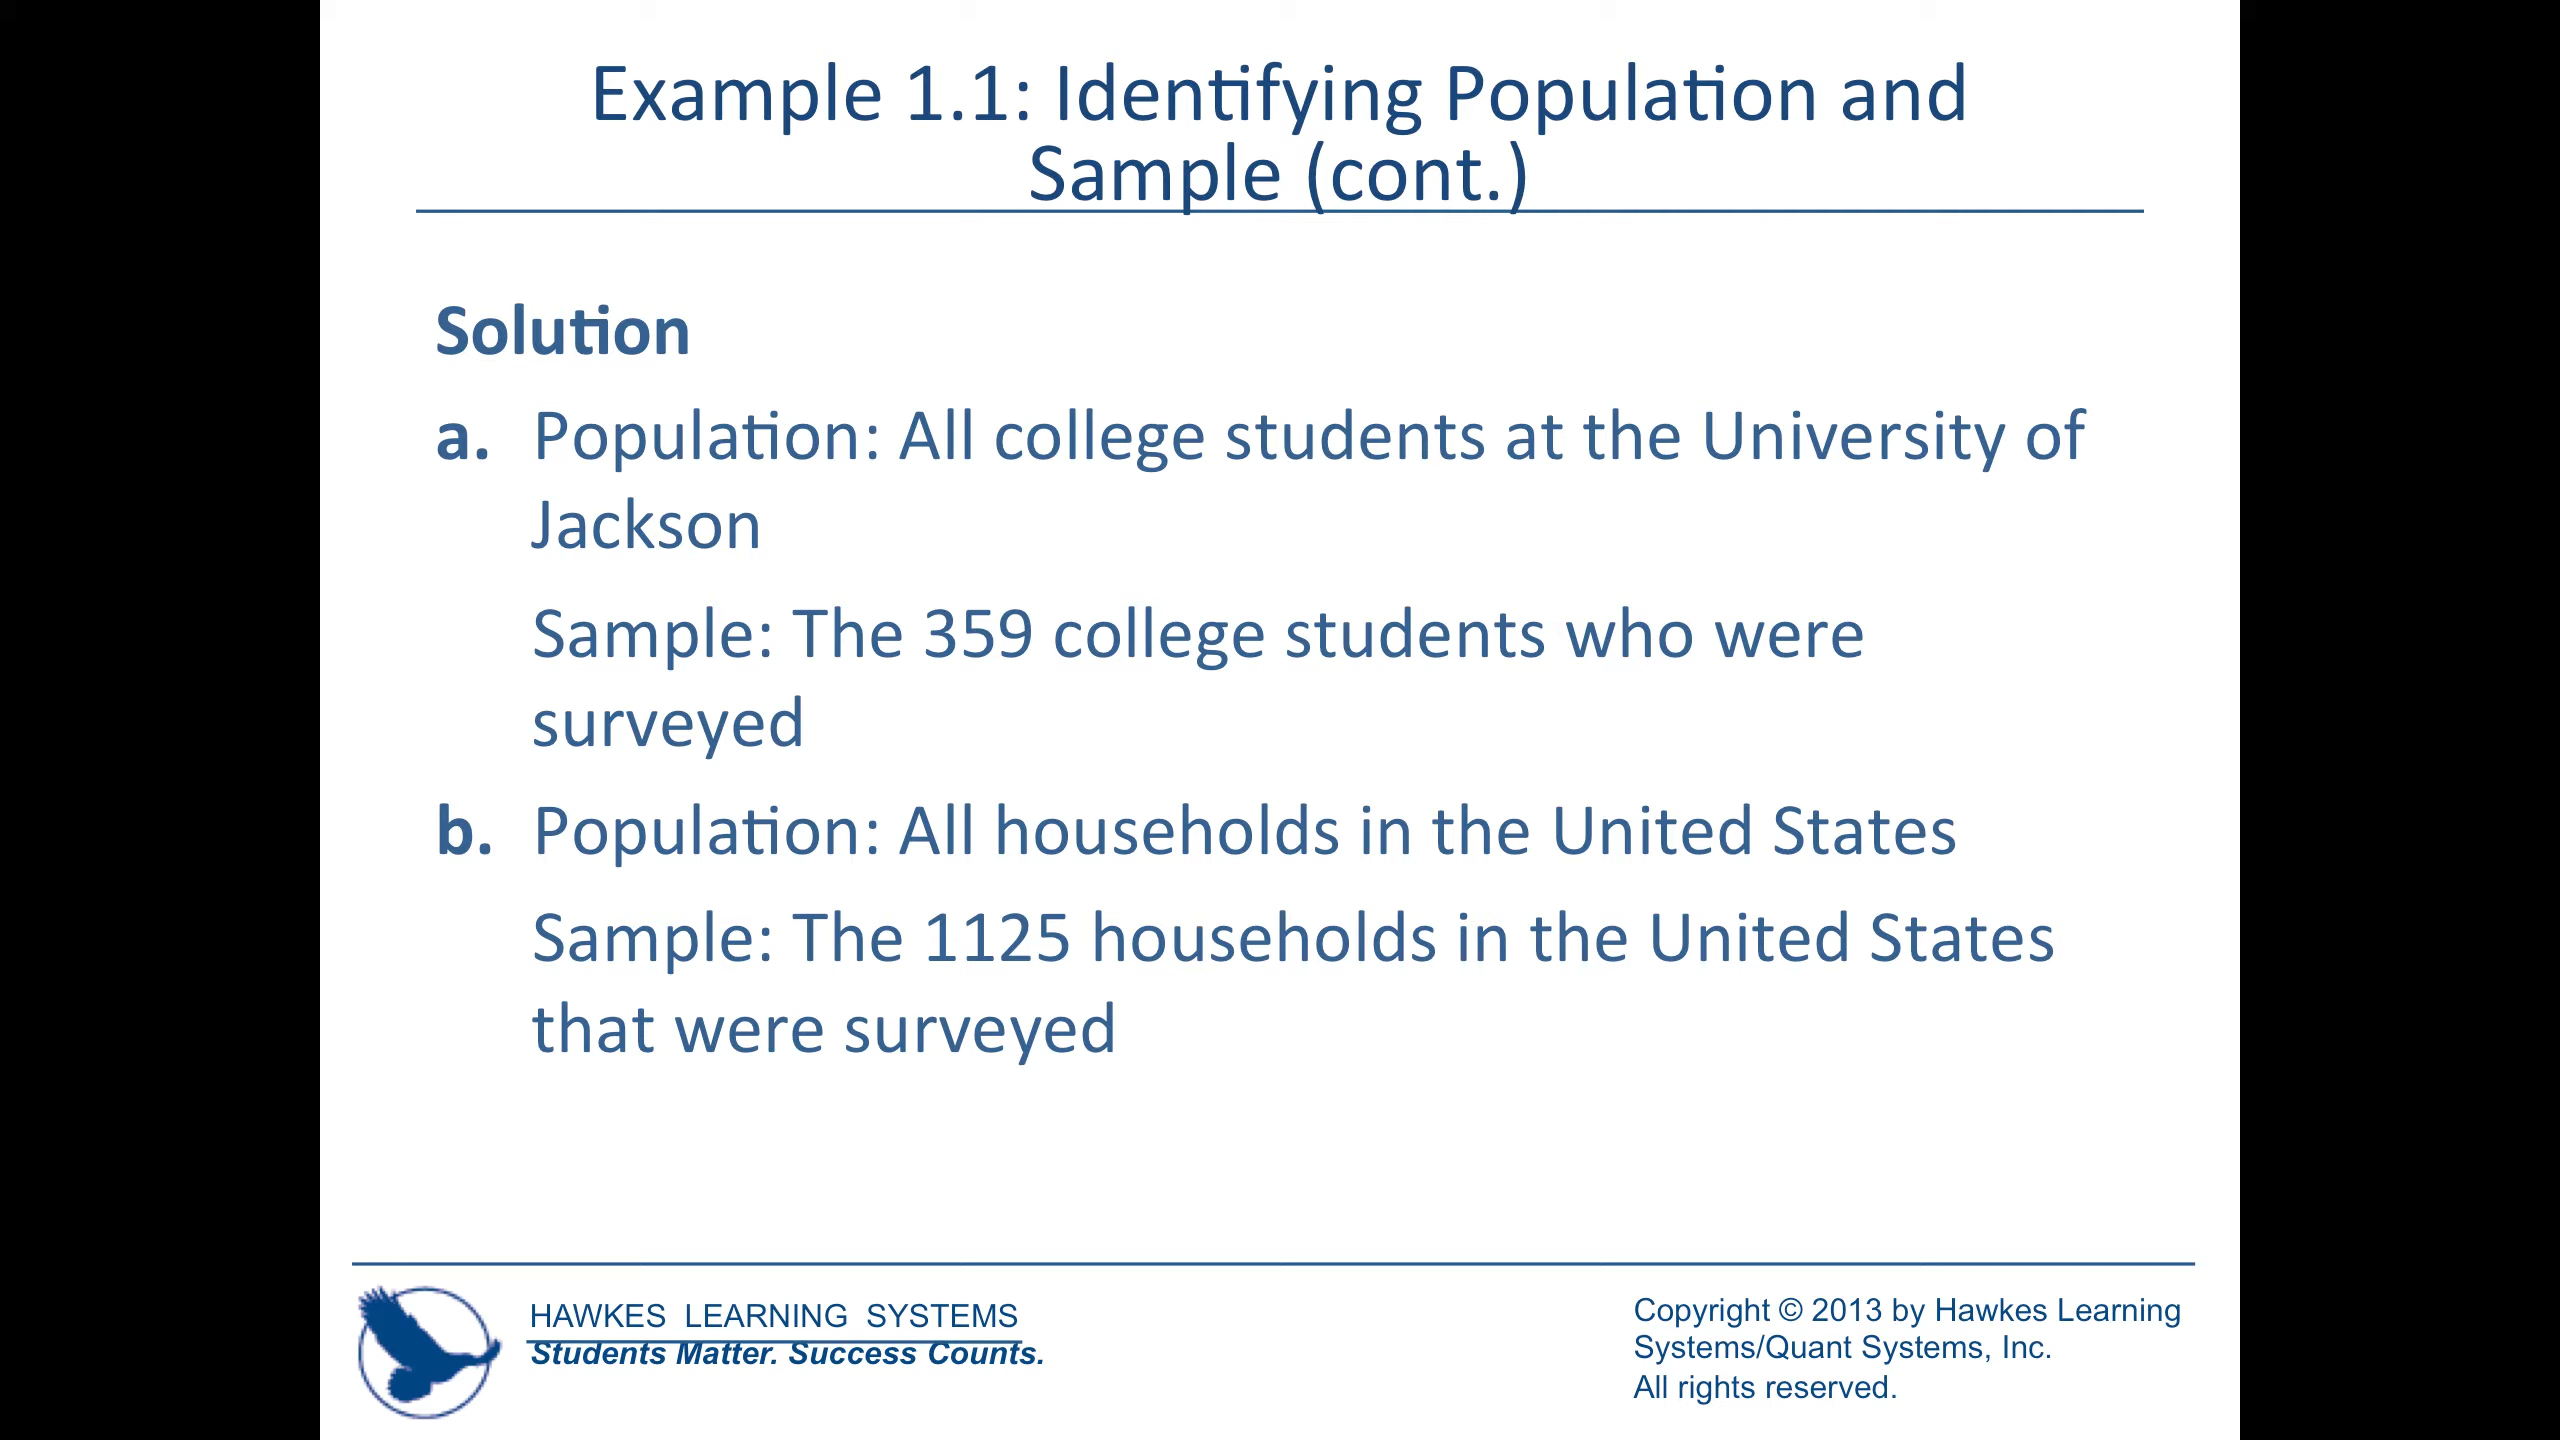 Example 1.1: Identifying Population and
Sample (cont.)
Solution
a. Population: All college students at the University of
Jackson
Sample: The 359 college students who were
surveyed
b. Population: All households in the United States
Sample: The 1125 households in the United States
that were surveyed
HAWKES LEARNING SYSTEMS
Students Matter. Success Counts.
Copyright © 2013 by Hawkes Learning
Systems/Quant Systems, Inc.
All rights reserved.